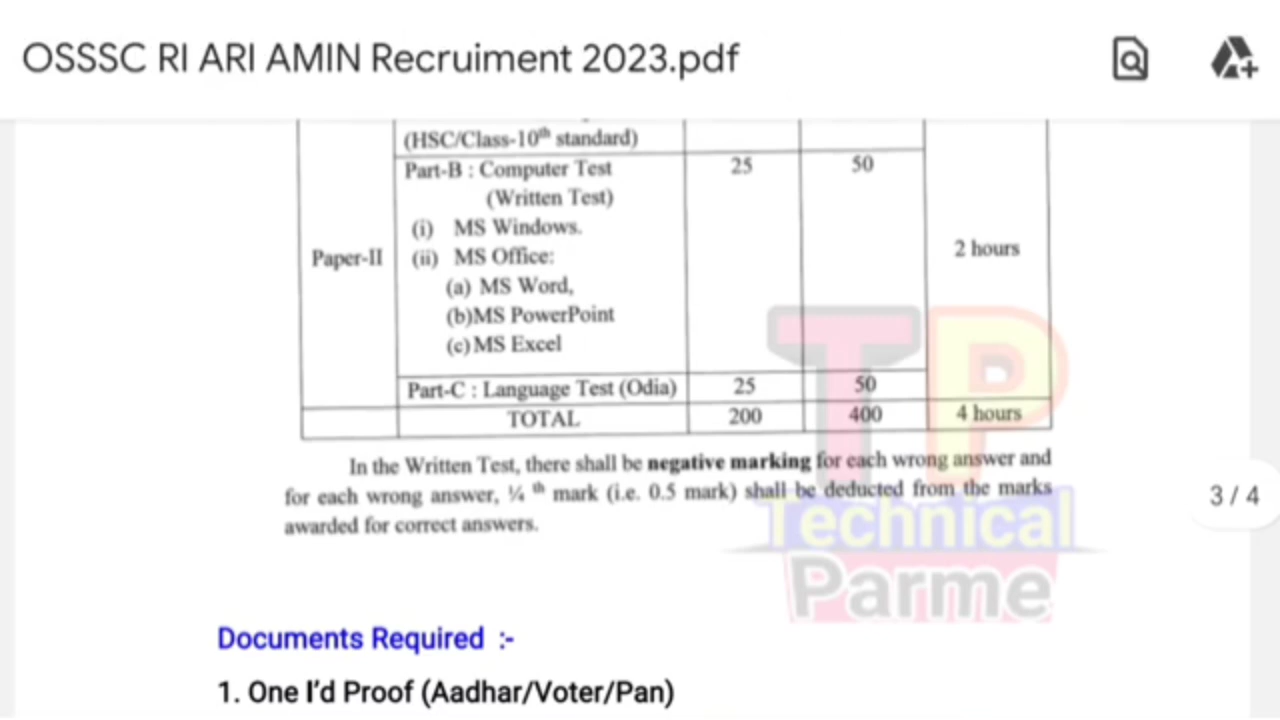 OSSSC RI ARI AMIN Recruiment 2023.pdf
(HSC/Class-10th standard)
Part-B : Computer Test 25 50
(Written Test)
(i) MS Windows.
Paper-II (ii) MS Office: 2 hours
(a) MS Word,
(b)MS PowerPoint
(c)MS Excel
Part-C : Language Test (Odia) 25 50
TOTAL 200 400 4 hours
In the Written Test, there shall be negative marking for each wrong answer and
for each wrong answer, ¼ th mark (i.e. 0.5 mark) shall be deducted from the marks
awarded for correct answers.
3 / 4
TP
Technical
Parme
Documents Required :-
1. One I'd Proof (Aadhar/Voter/Pan)